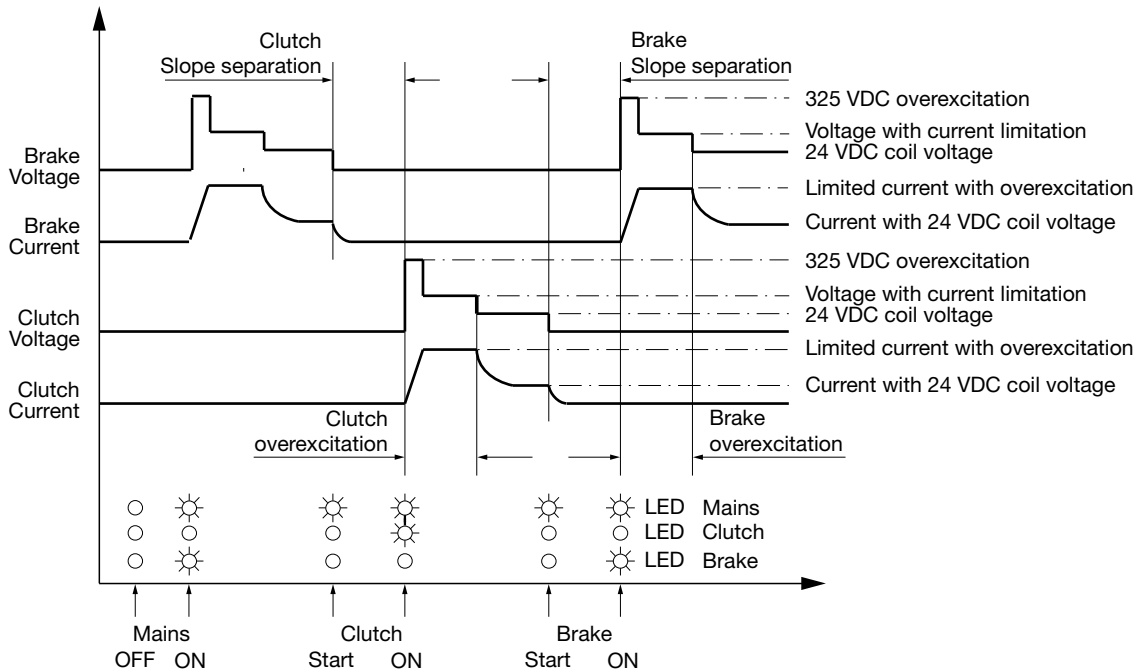 Clutch
Slope separation
Brake
Slope separation
325 VDC overexcitation
Voltage with current limitation
24 VDC coil voltage
Brake
Voltage
Limited current with overexcitation
Brake
Current
Current with 24 VDC coil voltage
325 VDC overexcitation
Voltage with current limitation
24 VDC coil voltage
Clutch
Voltage
Limited current with overexcitation
Clutch
Current
Current with 24 VDC coil voltage
Clutch
overexcitation
Brake
overexcitation
LED Mains
LED Clutch
LED Brake
Mains Clutch Brake
OFF ON Start ON Start ON